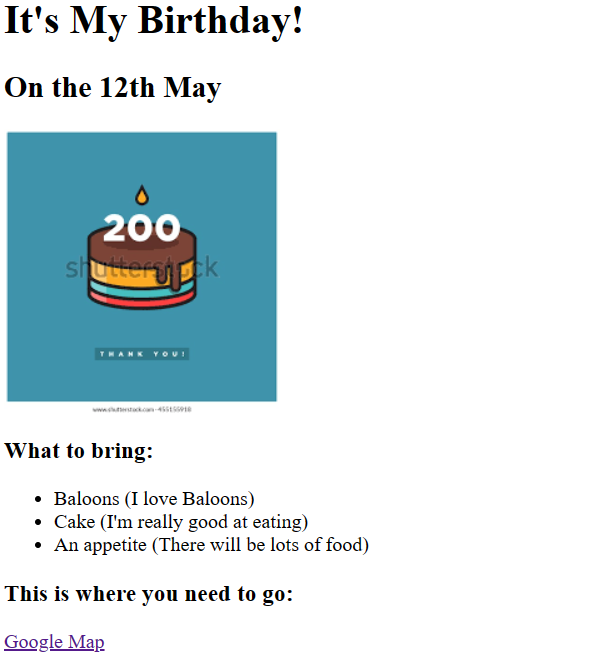 It's My Birthday!
On the 12th May
200
shutterstock
THANK YOU!
www.shutterstock.com · 455155918
What to bring:
Baloons (I love Baloons)
Cake (I'm really good at eating)
An appetite (There will be lots of food)
This is where you need to go:
Google Map